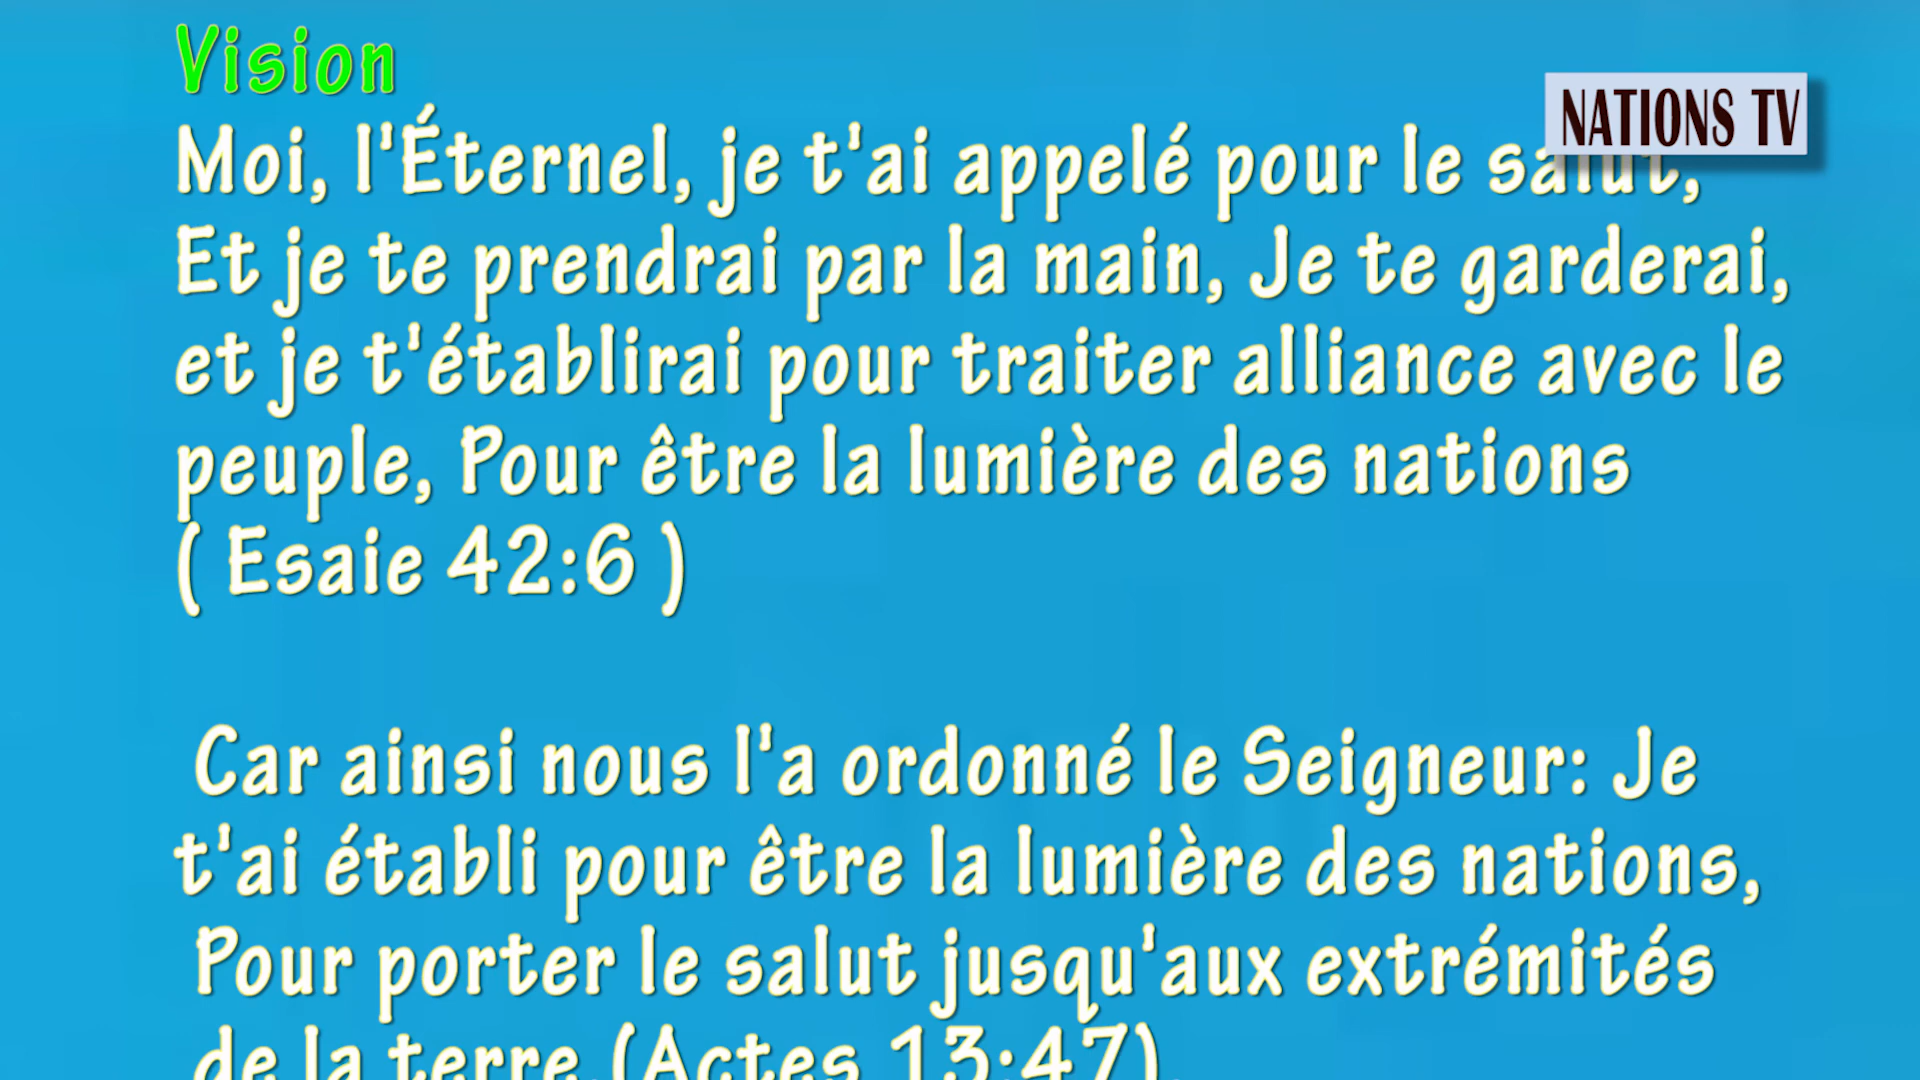 Vision
NATIONS TV
Moi, l'Éternel, je t'ai appelé pour le salut,
Et je te prendrai par la main, Je te garderai,
et je t'établirai pour traiter alliance avec le
peuple, Pour être la lumière des nations
( Esaie 42:6 )
Car ainsi nous l'a ordonné le Seigneur: Je
t'ai établi pour être la lumière des nations,
Pour porter le salut jusqu'aux extrémités
de la terre.(Actes 13:47).